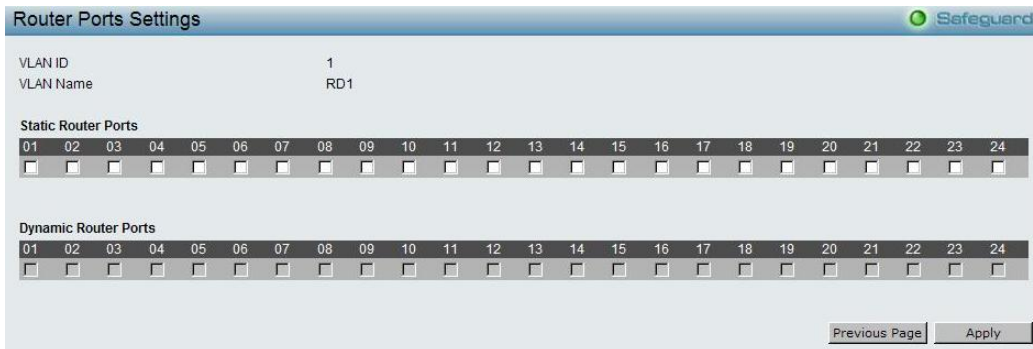 Router Ports Settings Safeguard
VLAN ID 1
VLAN Name RD1
Static Router Ports
01 02 03 04 05 06 07 08 09 10 11 12 13 14 15 16 17 18 19 20 21 22 23 24
Dynamic Router Ports
01 02 03 04 05 06 07 08 09 10 11 12 13 14 15 16 17 18 19 20 21 22 23 24
Previous Page Apply